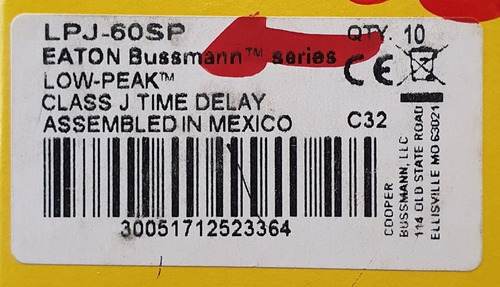 LPJ-60SP QTY. 10
EATON Bussmann™ series
LOW-PEAK™
CLASS J TIME DELAY
ASSEMBLED IN MEXICO C32
30051712523364
CE
COOPER
BUSSMANN, LLC
114 OLD STATE ROAD
ELLISVILLE MO 63021